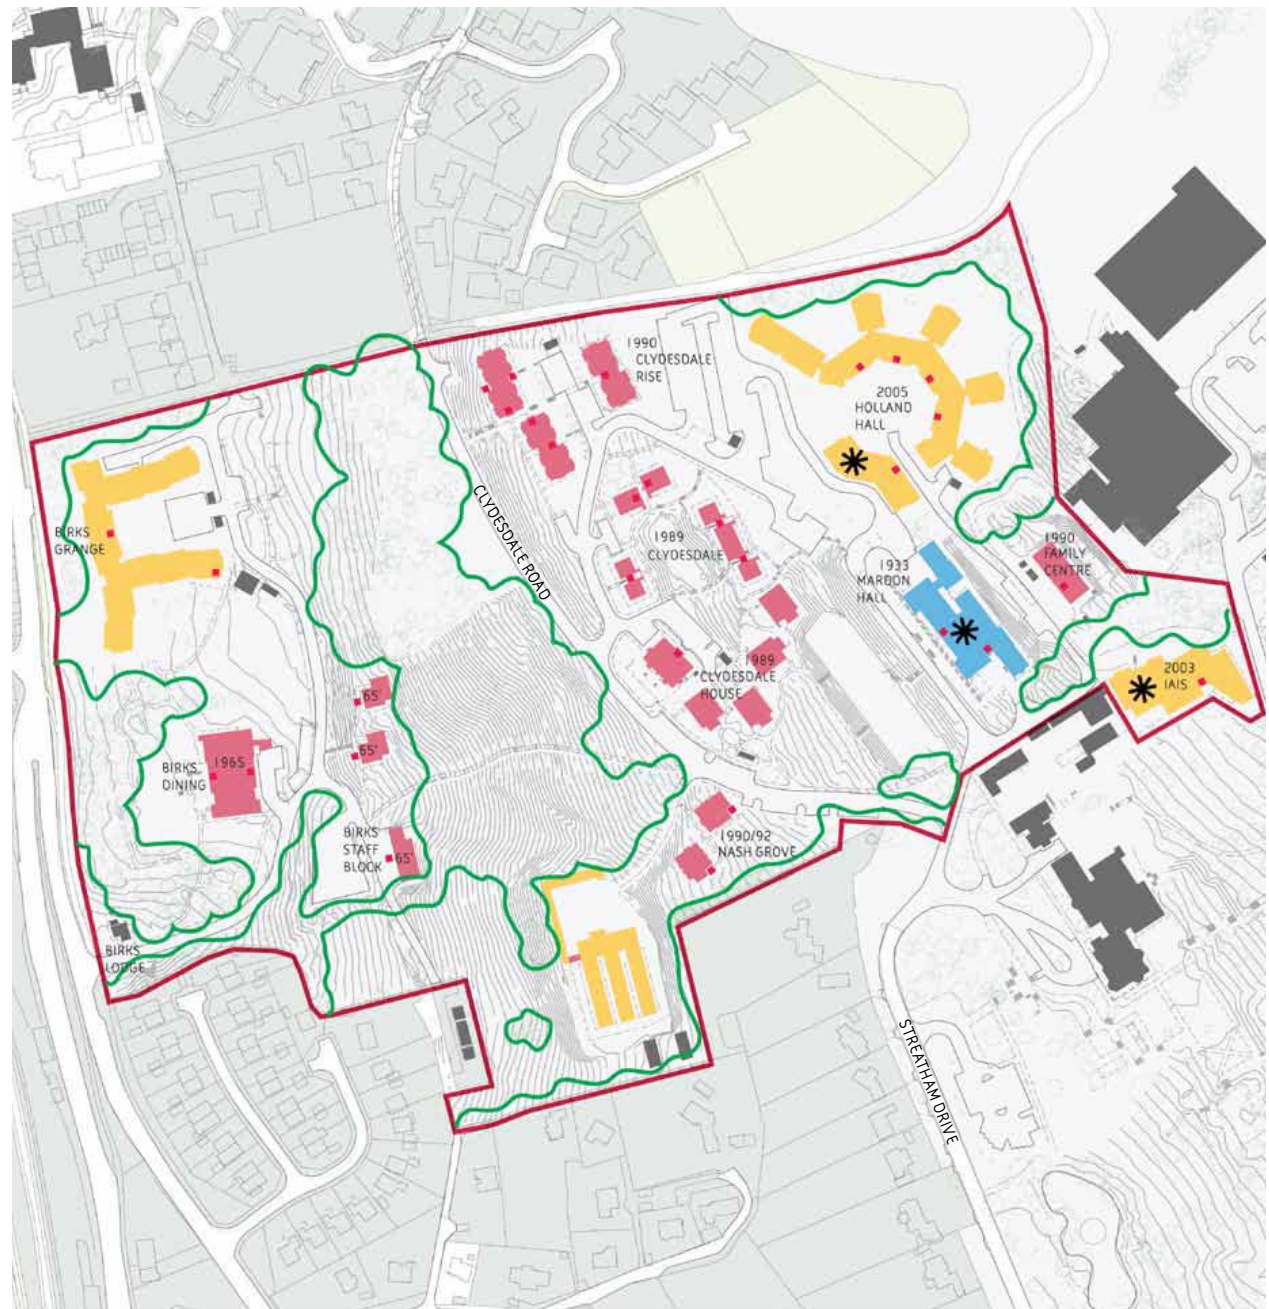 1990
CLYDESDALE
RISE
2005
HOLLAND
HALL
CLYDESDALE ROAD
BIRKS
GRANGE
1989
CLYDESDALE
1990
FAMILY
CENTRE
1933
MARDON
HALL
1989
CLYDESDALE
HOUSE
2003
IAIS
65'
65'
BIRKS
DINING
1965
BIRKS
STAFF
BLOCK
65'
1990/92
NASH GROVE
BIRKS
LODGE
STREATHAM DRIVE